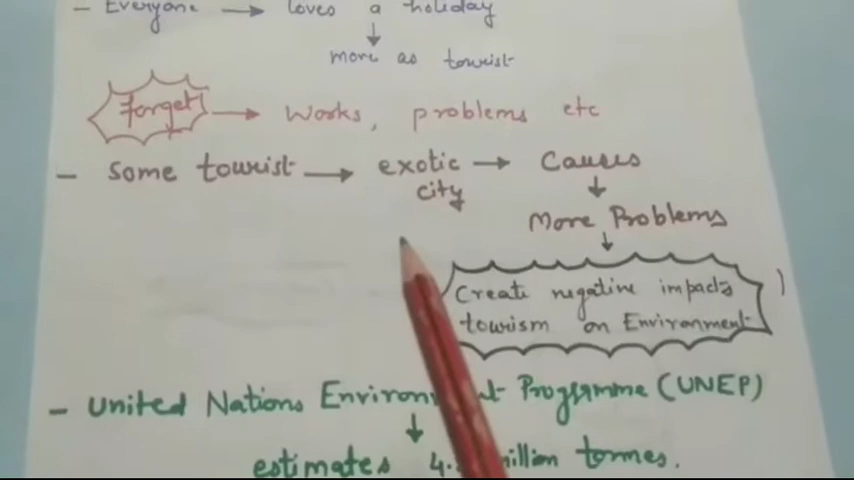 - Everyone → loves a holiday
↓
more as tourist
Forget → Works, problems etc
- Some tourist → exotic city → Causes
↓
More Problems
↓
Create negative impacts
tourism on Environment
- United Nations Programme (UNEP)
↓
estimates tonnes.